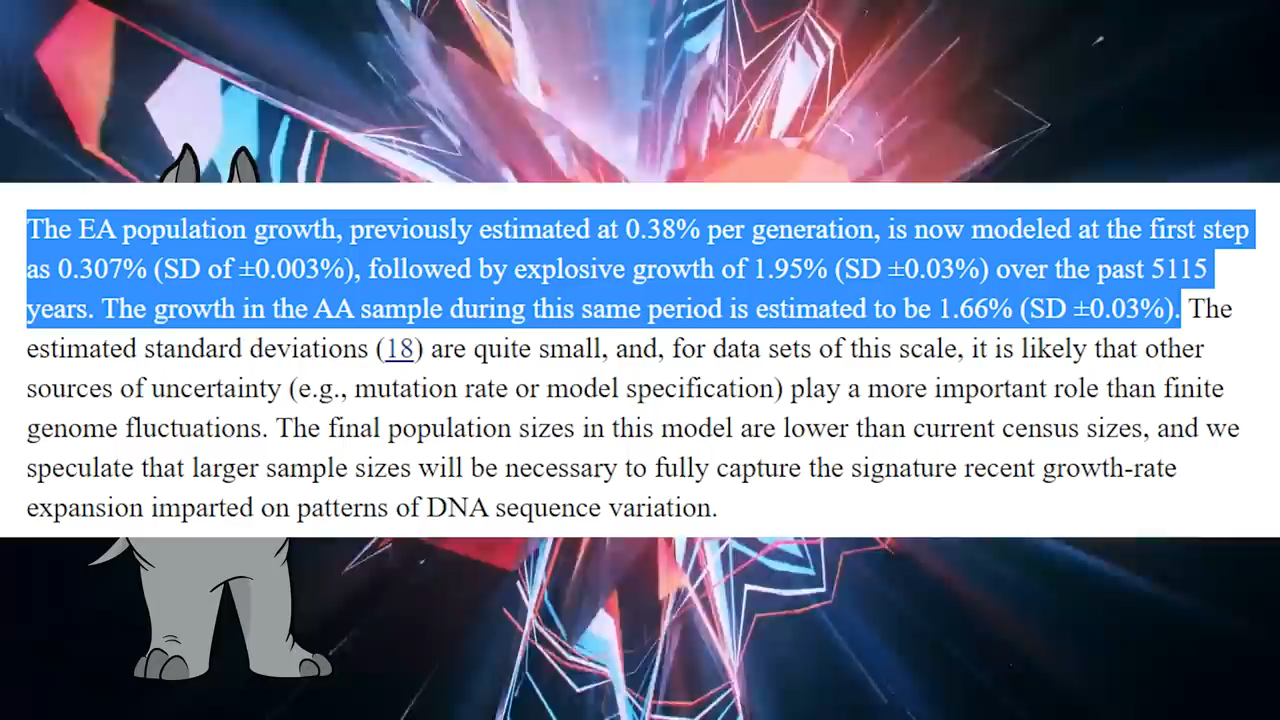 The EA population growth, previously estimated at 0.38% per generation, is now modeled at the first step
as 0.307% (SD of ±0.003%), followed by explosive growth of 1.95% (SD ±0.03%) over the past 5115
years. The growth in the AA sample during this same period is estimated to be 1.66% (SD ±0.03%). The
estimated standard deviations (18) are quite small, and, for data sets of this scale, it is likely that other
sources of uncertainty (e.g., mutation rate or model specification) play a more important role than finite
genome fluctuations. The final population sizes in this model are lower than current census sizes, and we
speculate that larger sample sizes will be necessary to fully capture the signature recent growth-rate
expansion imparted on patterns of DNA sequence variation.